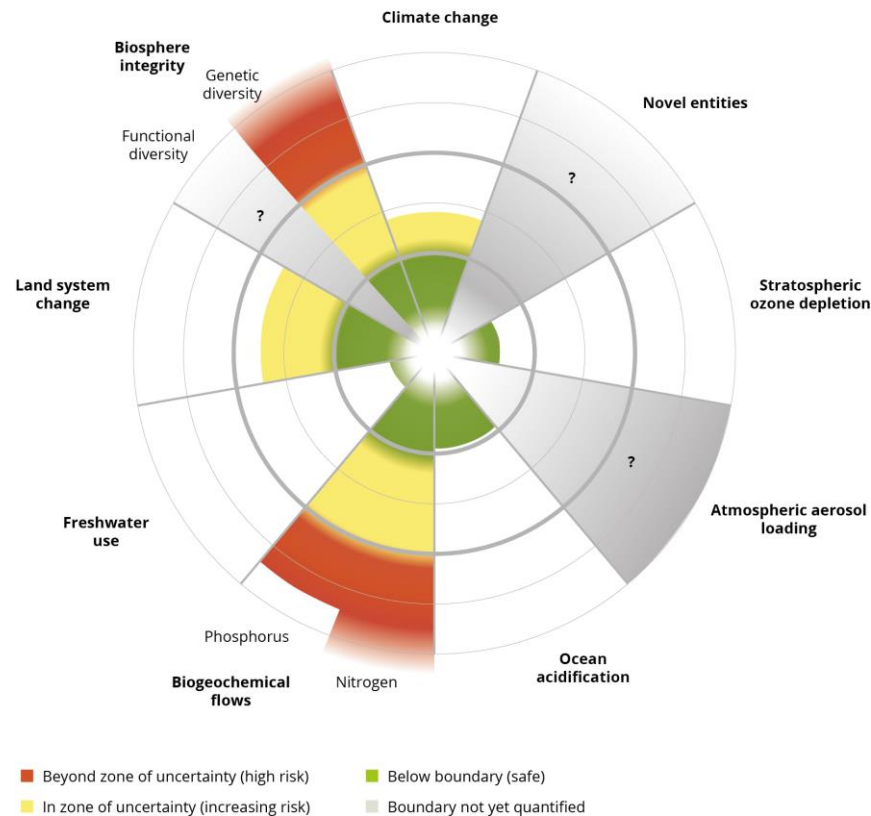 Climate change
Biosphere
integrity
Genetic
diversity
Novel entities
Functional
diversity
?
?
Land system
change
Stratospheric
ozone depletion
?
Freshwater
use
Atmospheric aerosol
loading
Phosphorus
Ocean
acidification
Biogeochemical
flows
Nitrogen
Beyond zone of uncertainty (high risk)
Below boundary (safe)
In zone of uncertainty (increasing risk)
Boundary not yet quantified